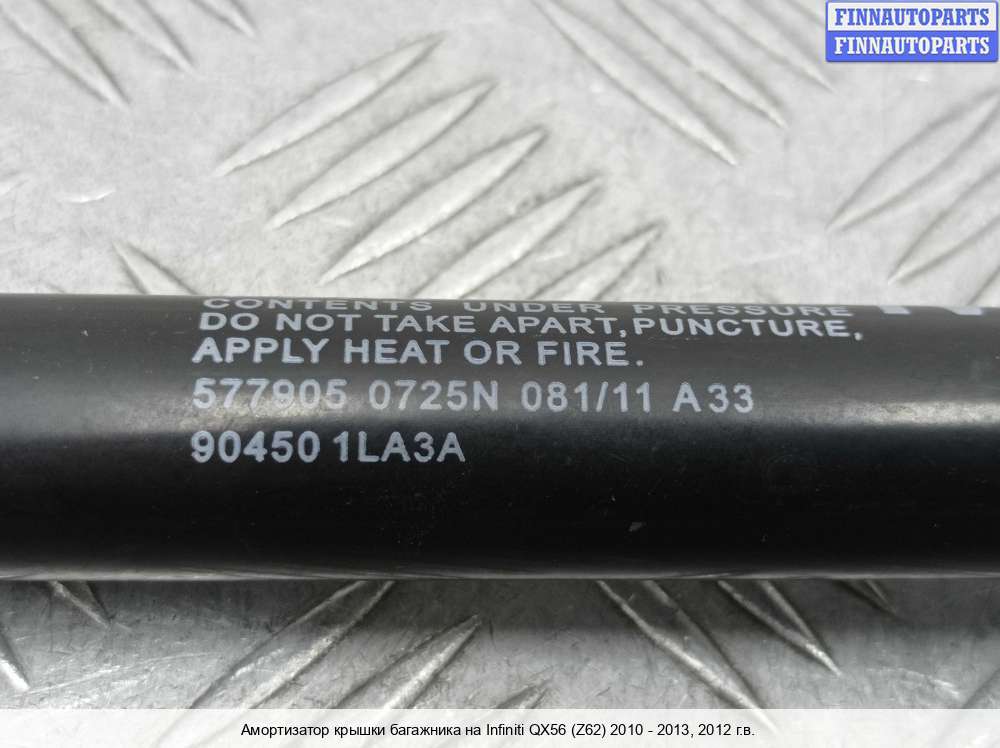 FINNAUTOPARTS
FINNAUTOPARTS
CONTENTS UNDER PRESSURE
DO NOT TAKE APART, PUNCTURE,
APPLY HEAT OR FIRE.
577905 0725N 081/11 A33
90450 1LA3A
Амортизатор крышки багажника на Infiniti QX56 (Z62) 2010 - 2013, 2012 г.в.